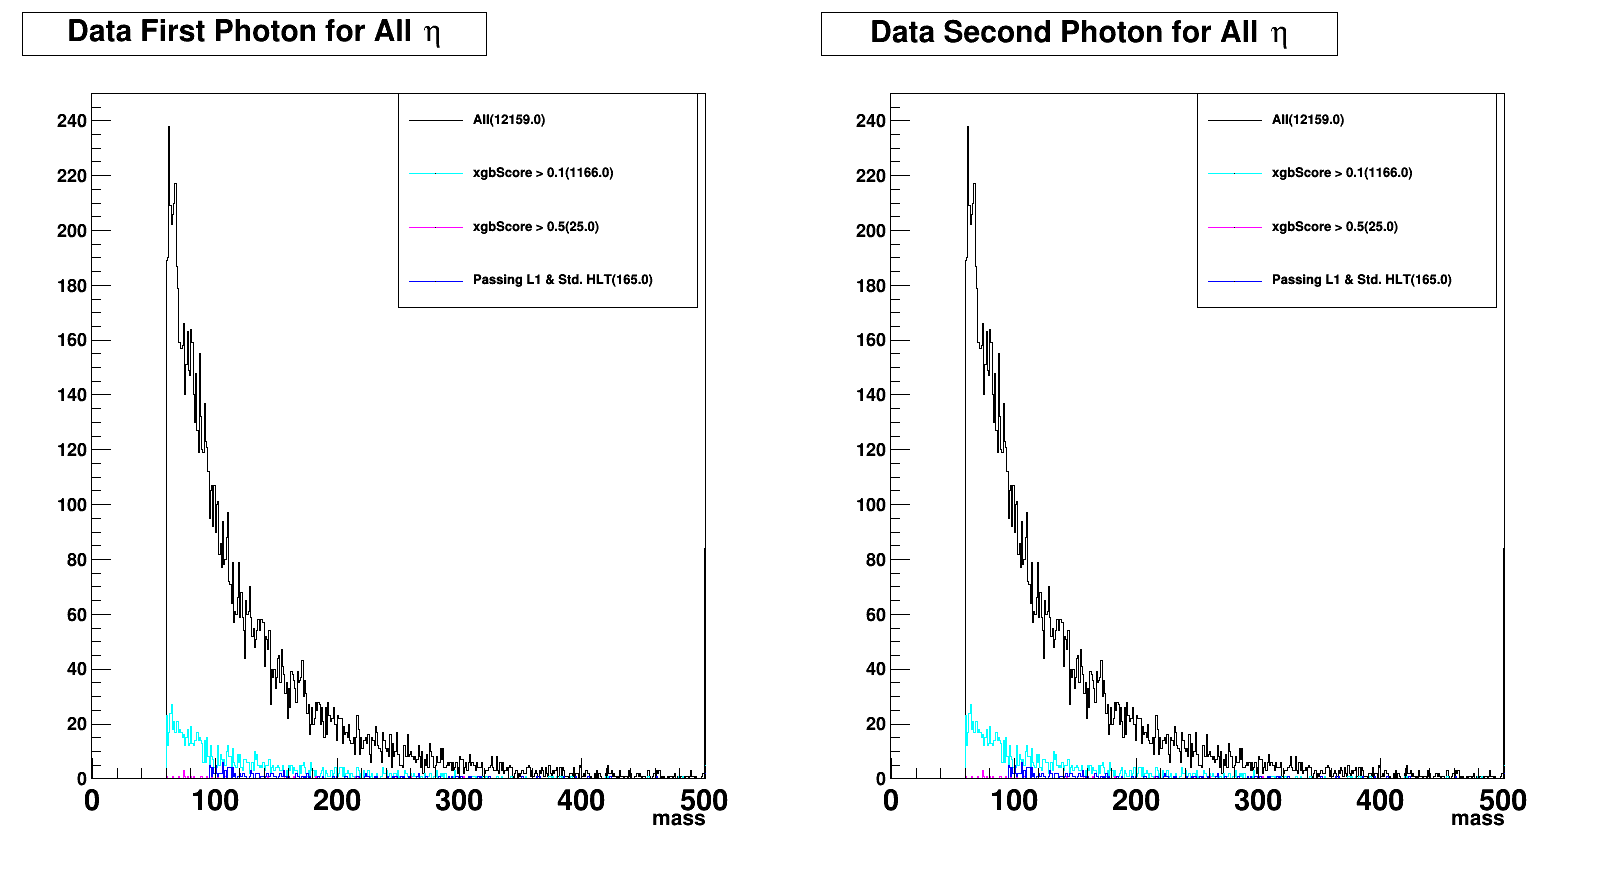 Data First Photon for All η
All(12159.0)
xgbScore > 0.1(1166.0)
xgbScore > 0.5(25.0)
Passing L1 & Std. HLT(165.0)
240
220
200
180
160
140
120
100
80
60
40
20
0
0 100 200 300 400 500
mass
Data Second Photon for All η
All(12159.0)
xgbScore > 0.1(1166.0)
xgbScore > 0.5(25.0)
Passing L1 & Std. HLT(165.0)
240
220
200
180
160
140
120
100
80
60
40
20
0
0 100 200 300 400 500
mass